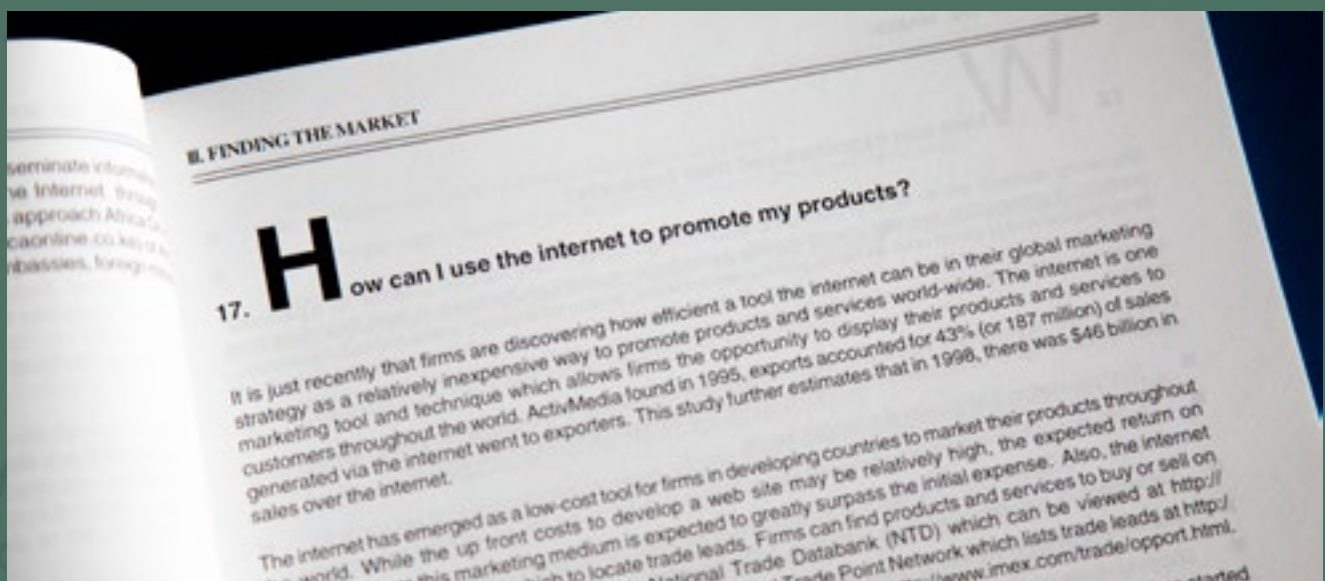 seminate
Internet
approach Africa
caonline.co.ke
mbassies, foreign
II. FINDING THE MARKET
17. How can I use the internet to promote my products?
It is just recently that firms are discovering how efficient a tool the internet can be in their global marketing
strategy as a relatively inexpensive way to promote products and services world-wide. The internet is one
marketing tool and technique which allows firms the opportunity to display their products and services to
customers throughout the world. ActivMedia found in 1995, exports accounted for 43% (or 187 million) of sales
generated via the internet went to exporters. This study further estimates that in 1998, there was $46 billion in
sales over the internet.
The internet has emerged as a low-cost tool for firms in developing countries to market their products throughout
world. While the up front costs to develop a web site may be relatively high, the expected return on
this marketing medium is expected to greatly surpass the initial expense. Also, the internet
to locate trade leads. Firms can find products and services to buy or sell on
National Trade Databank (NTD) which can be viewed at http://
Trade Point Network which lists trade leads at http:/
/www.imex.com/trade/opport.html.
started